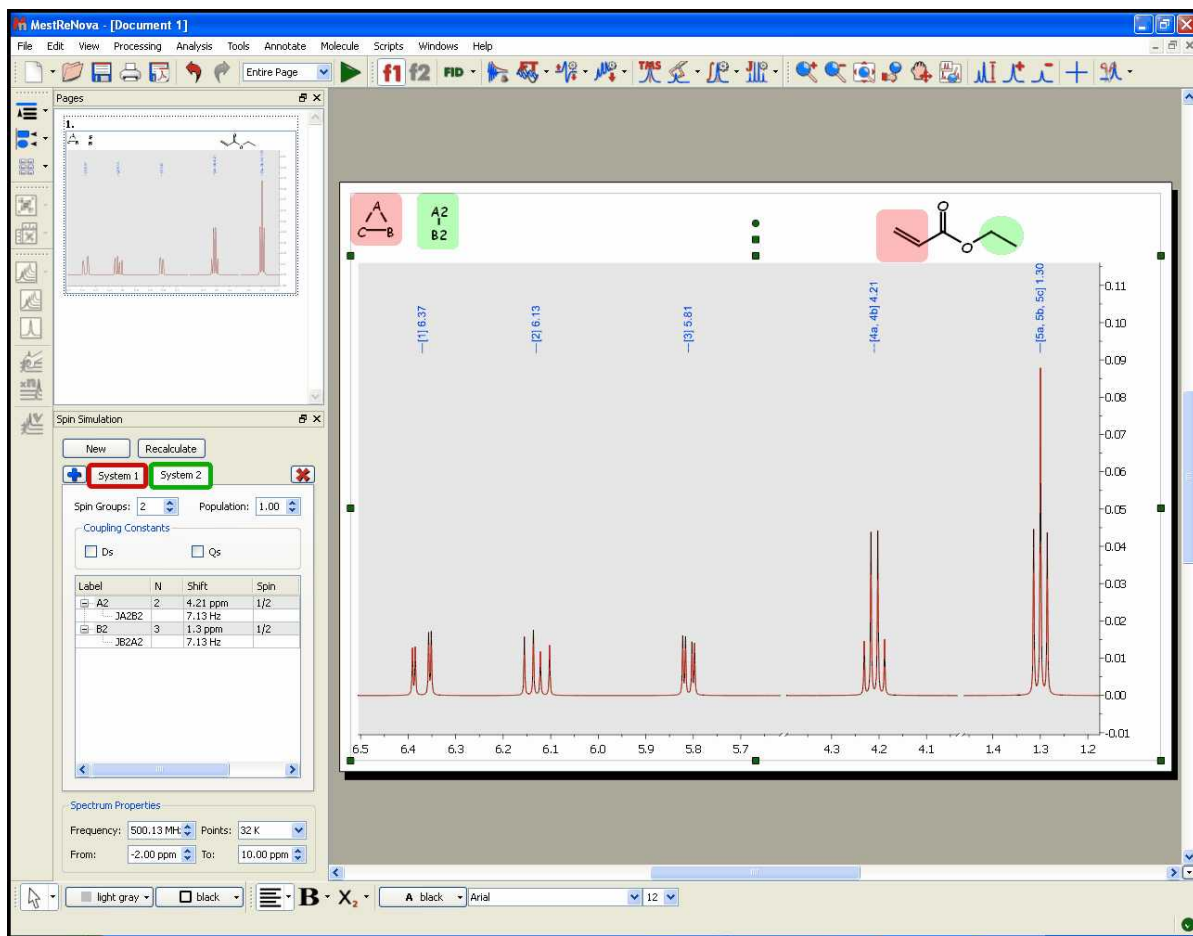 MestReNova - [Document 1]
File Edit View Processing Analysis Tools Annotate Molecule Scripts Windows Help
Entire Page f1 f2 FID TMS
Pages
1.
A
C B
A2
B2
O
O
[1] 6.37
[2] 6.13
[3] 5.81
[4a, 4b] 4.21
[5a, 5b, 5c] 1.30
0.11
0.10
0.09
0.08
0.07
0.06
0.05
0.04
0.03
0.02
0.01
0.00
-0.01
6.5 6.4 6.3 6.2 6.1 6.0 5.9 5.8 5.7 4.3 4.2 4.1 1.4 1.3 1.2
Spin Simulation
New Recalculate
System 1 System 2
Spin Groups: 2 Population: 1.00
Coupling Constants
Ds Qs
Label N Shift Spin
A2 2 4.21 ppm 1/2
JA2B2 7.13 Hz
B2 3 1.3 ppm 1/2
JB2A2 7.13 Hz
Spectrum Properties
Frequency: 500.13 MH Points: 32 K
From: -2.00 ppm To: 10.00 ppm
light gray black B X2 A black Arial 12